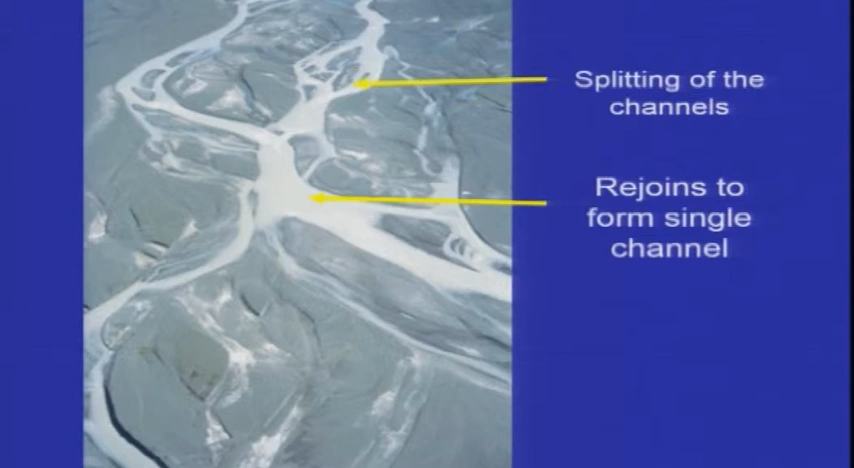 Splitting of the
channels
Rejoins to
form single
channel